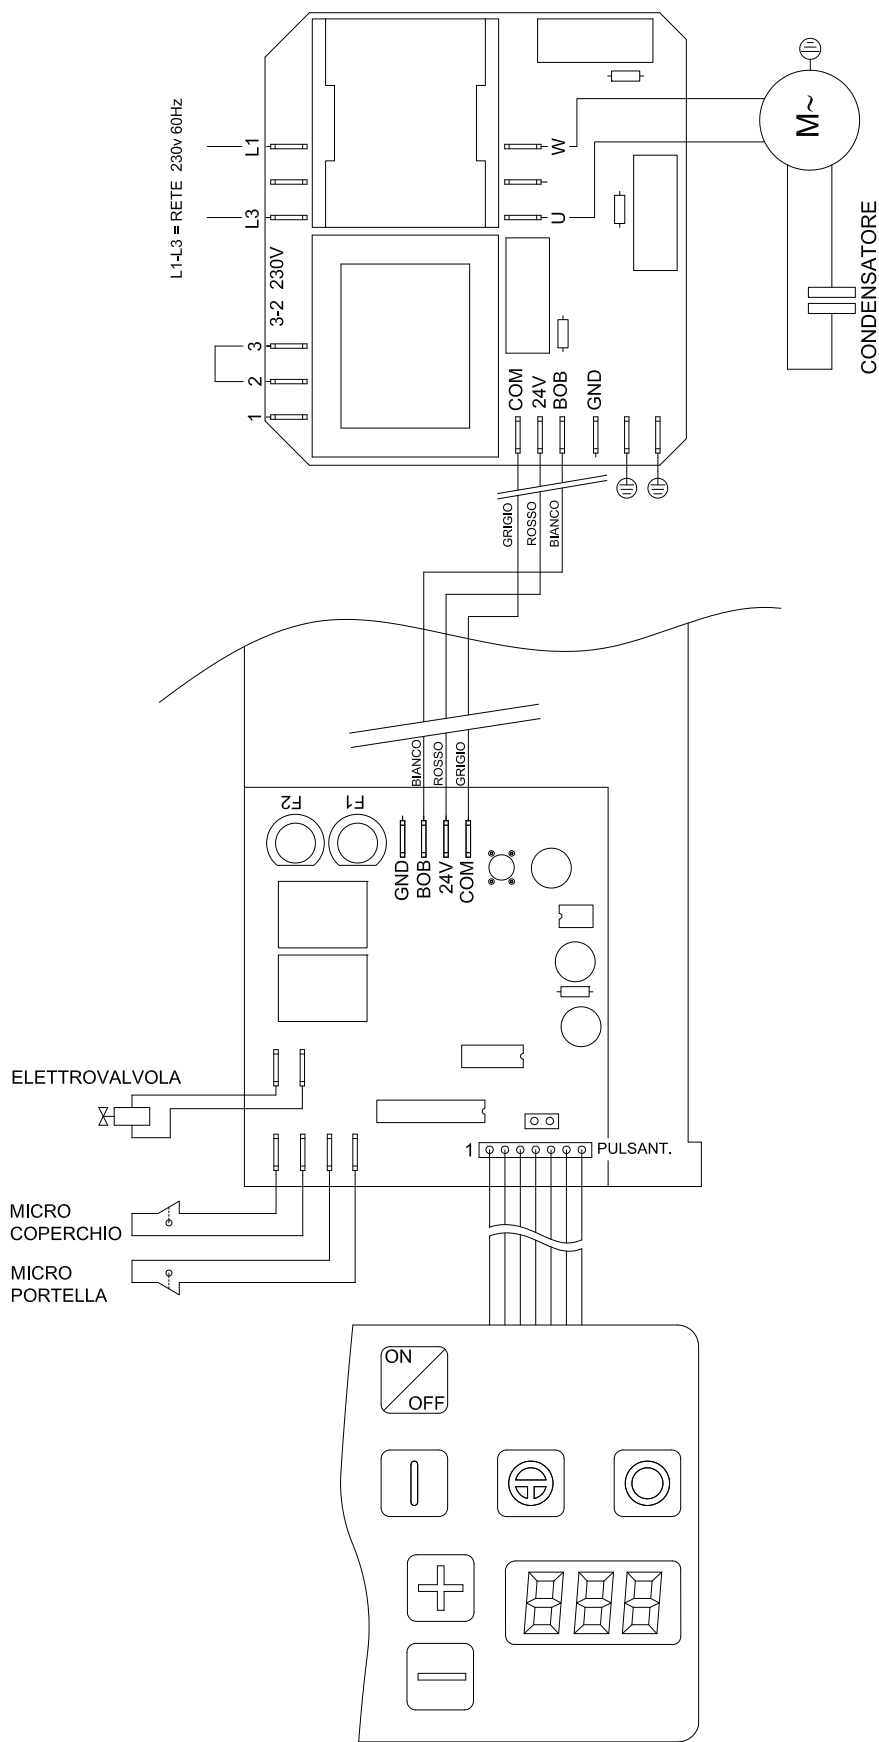 L1-L3 = RETE 230v 60Hz
L1
L3
3-2 230V
3
2
1
W
U
M~
CONDENSATORE
COM
24V
BOB
GND
GRIGIO
ROSSO
BIANCO
BIANCO
ROSSO
GRIGIO
F2
F1
GND
BOB
24V
COM
ELETTROVALVOLA
1
PULSANT.
MICRO
COPERCHIO
MICRO
PORTELLA
ON
OFF